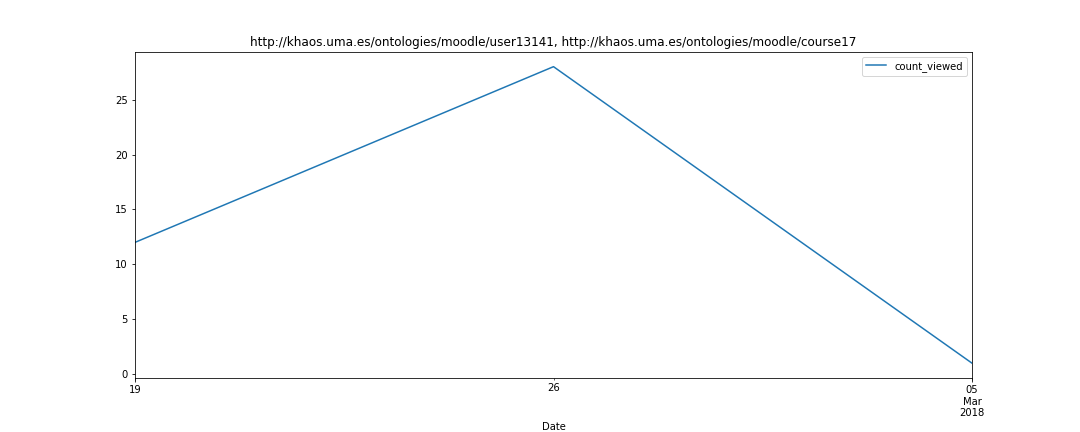 http://khaos.uma.es/ontologies/moodle/user13141, http://khaos.uma.es/ontologies/moodle/course17
count_viewed
25
20
15
10
5
0
19
26
05
Mar
2018
Date